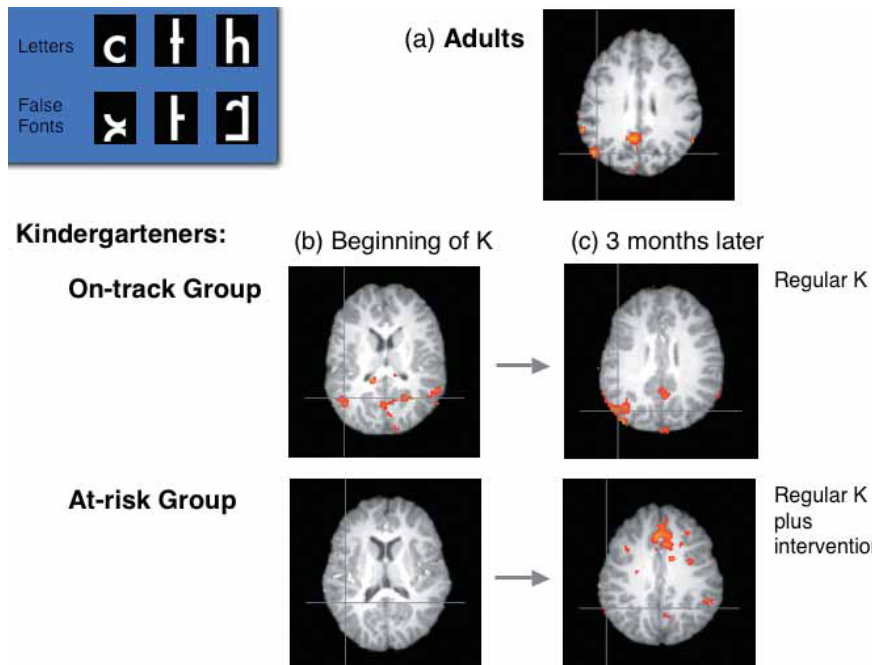 Letters c t h
False
Fonts
(a) Adults
Kindergarteners:
(b) Beginning of K
(c) 3 months later
On-track Group
Regular K
At-risk Group
Regular K
plus
intervention